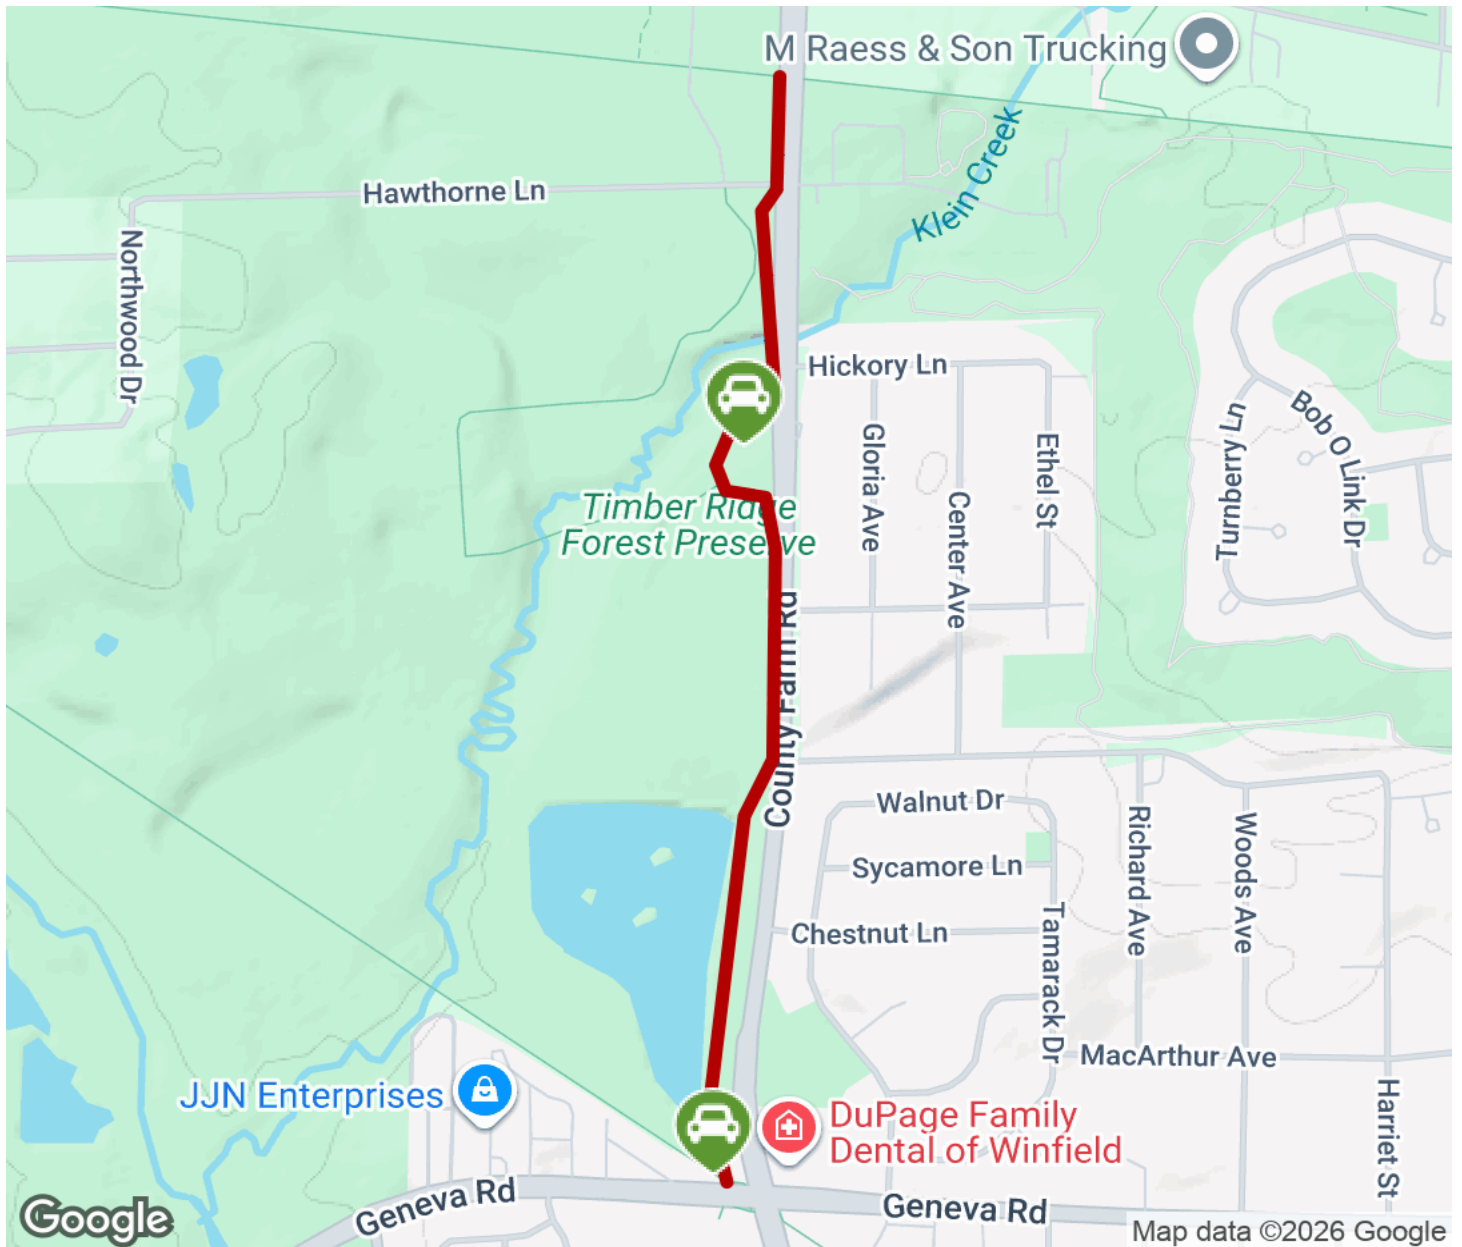 M Raess & Son Trucking
Klein Creek
Hawthorne Ln
Northwood Dr
Hickory Ln
Gloria Ave
Ethel St
Center Ave
Turnberry Ln
Bob O Link Dr
Timber Ridge
Forest Preserve
County Farm Rd
Walnut Dr
Sycamore Ln
Chestnut Ln
Tamarack Dr
Richard Ave
Woods Ave
MacArthur Ave
Harriet St
JJN Enterprises
DuPage Family
Dental of Winfield
Geneva Rd
Geneva Rd
Google
Map data ©2026 Google